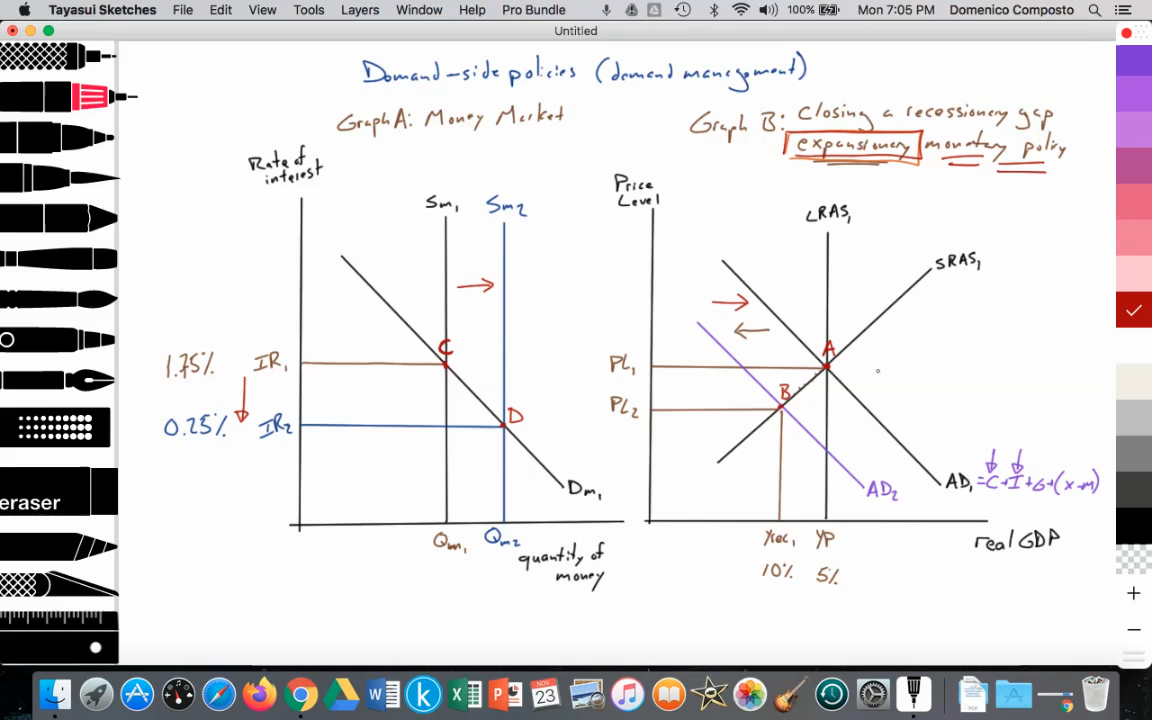 Tayasui Sketches File Edit View Tools Layers Window Help Pro Bundle 100% Mon 7:05 PM Domenico Composto
Untitled
Demand-side policies (demand management)
Graph A: Money Market
Graph B: Closing a recessionary gap
expansionary monetary policy
Rate of
interest
Sm1
Sm2
Price
Level
LRAS1
SRAS1
C
A
1.75% IR1
PL1
B
PL2
0.25% IR2
D
Dm1
AD2
AD1 = C+I+G+(x-m)
Qm1
Qm2
quantity of
money
Yrec1
YP
real GDP
10%
5%
eraser
NOV
23